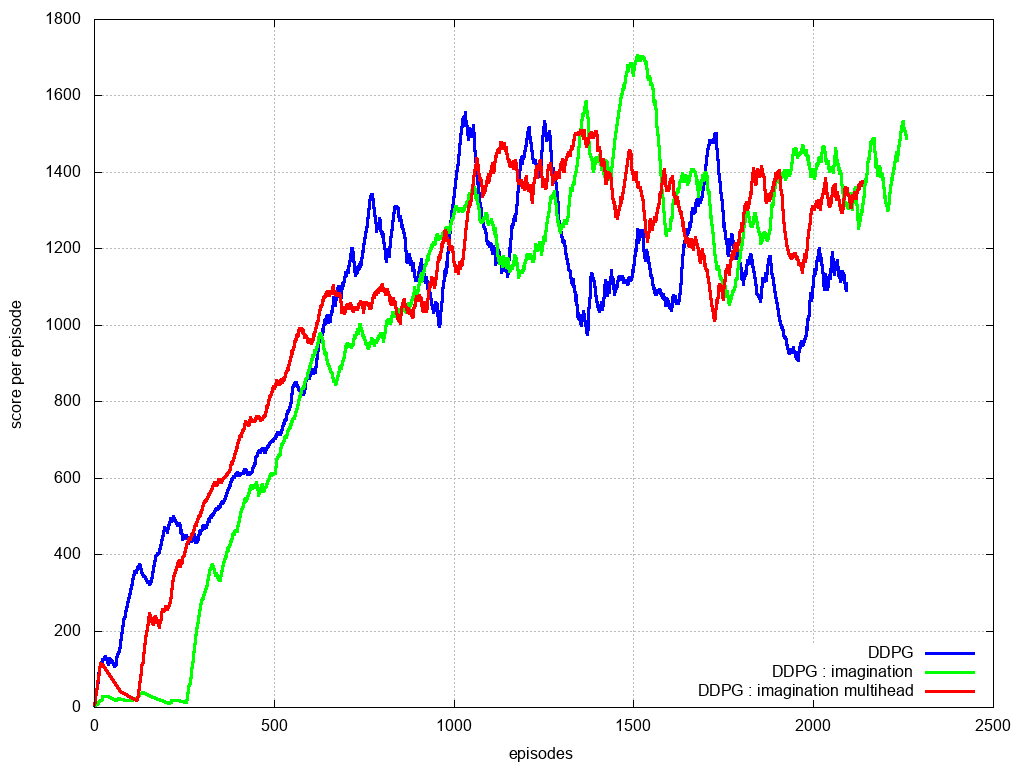 1800
1600
1400
1200
1000
800
600
400
200
0
score per episode
DDPG
DDPG : imagination
DDPG : imagination multihead
0 500 1000 1500 2000 2500
episodes